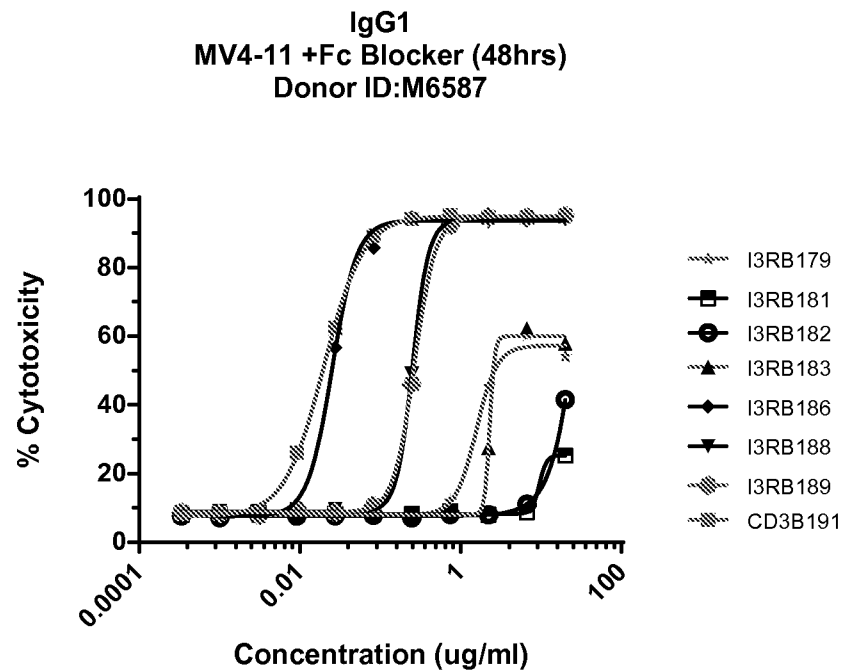 IgG1
MV4-11 +Fc Blocker (48hrs)
Donor ID:M6587
% Cytotoxicity
100
80
60
40
20
0
0.0001
0.01
1
100
Concentration (ug/ml)
I3RB179
I3RB181
I3RB182
I3RB183
I3RB186
I3RB188
I3RB189
CD3B191